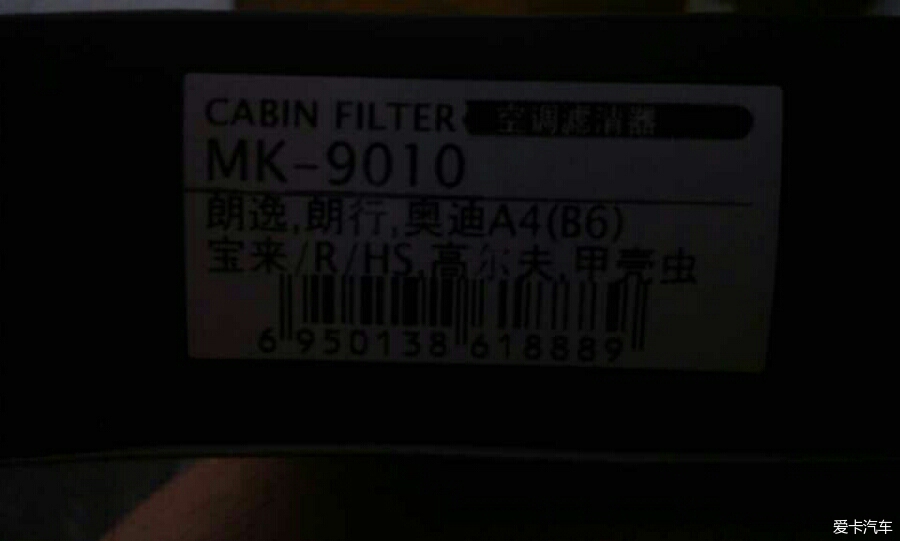 CABIN FILTER 空调滤清器
MK-9010
朗逸,朗行,奥迪A4(B6)
宝来/R/HS,高尔夫,甲壳虫
6 950138 618889
爱卡汽车